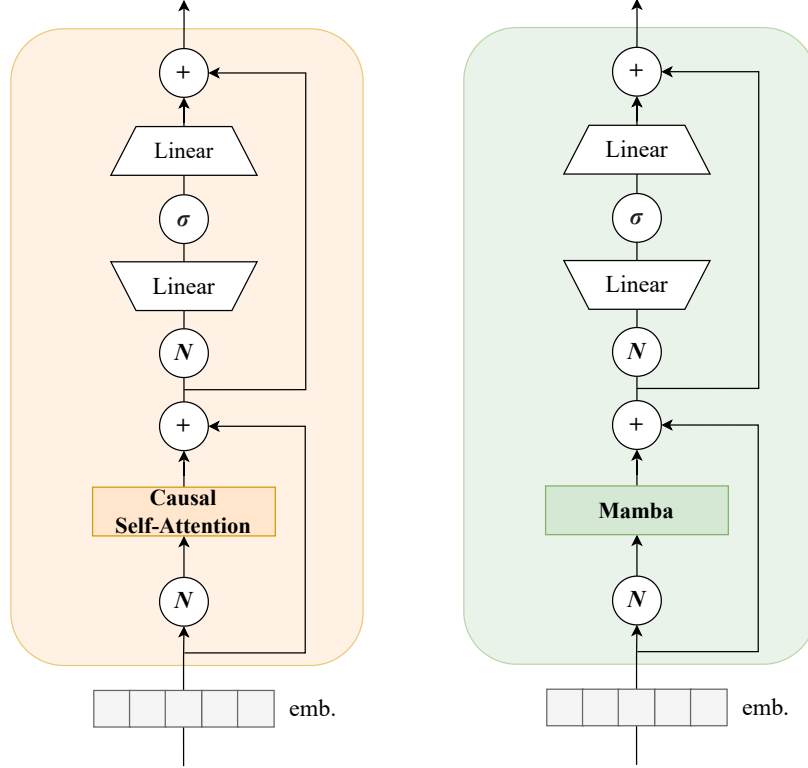 +
Linear
σ
Linear
N
+
Causal
Self-Attention
N
emb.
+
Linear
σ
Linear
N
+
Mamba
N
emb.